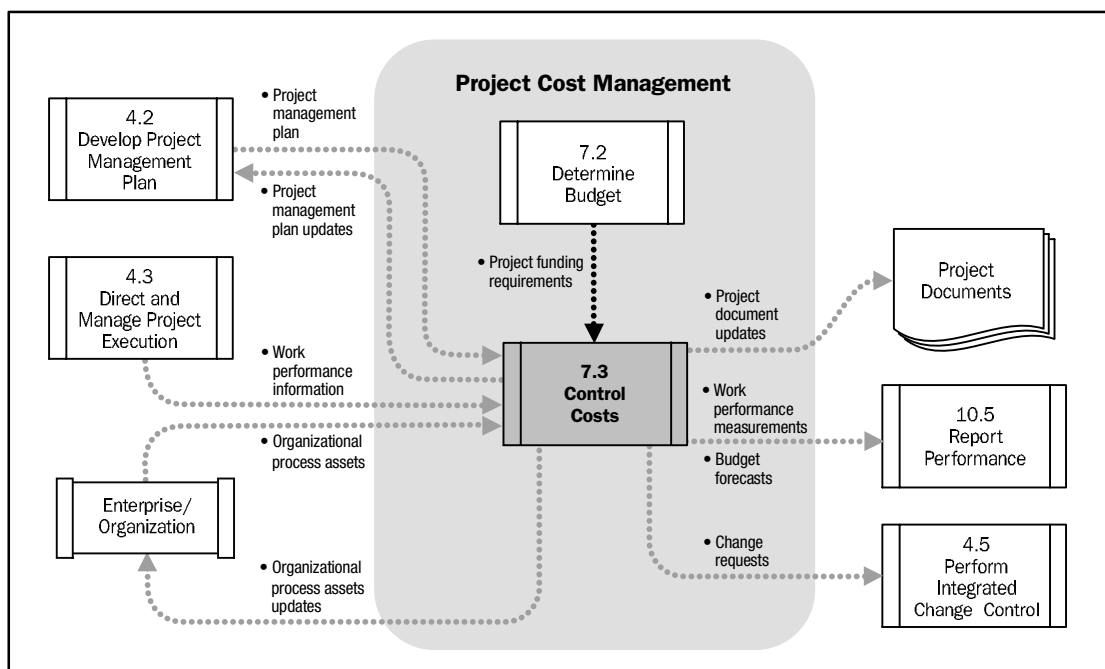 Project Cost Management
4.2
Develop Project
Management
Plan
• Project
management
plan
• Project
management
plan updates
7.2
Determine
Budget
• Project funding
requirements
4.3
Direct and
Manage Project
Execution
• Work
performance
information
• Organizational
process assets
Enterprise/
Organization
• Organizational
process assets
updates
7.3
Control
Costs
• Project
document
updates
Project
Documents
• Work
performance
measurements
• Budget
forecasts
10.5
Report
Performance
• Change
requests
4.5
Perform
Integrated
Change Control